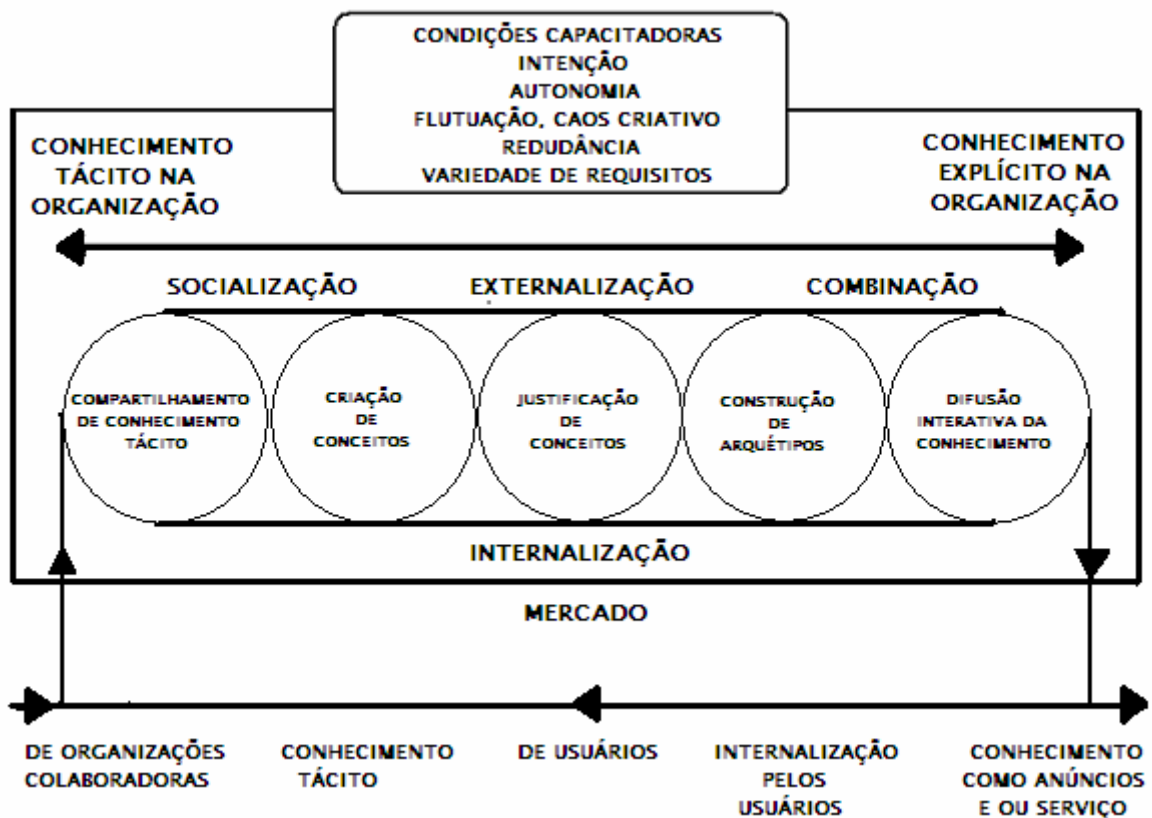 CONDIÇÕES CAPACITADORAS
INTENÇÃO
AUTONOMIA
FLUTUAÇÃO, CAOS CRIATIVO
REDUDÂNCIA
VARIEDADE DE REQUISITOS
CONHECIMENTO
TÁCITO NA
ORGANIZAÇÃO
CONHECIMENTO
EXPLÍCITO NA
ORGANIZAÇÃO
SOCIALIZAÇÃO
EXTERNALIZAÇÃO
COMBINAÇÃO
COMPARTILHAMENTO
DE CONHECIMENTO
TÁCITO
CRIAÇÃO
DE
CONCEITOS
JUSTIFICAÇÃO
DE
CONCEITOS
CONSTRUÇÃO
DE
ARQUÉTIPOS
DIFUSÃO
INTERATIVA DA
CONHECIMENTO
INTERNALIZAÇÃO
MERCADO
DE ORGANIZAÇÕES
COLABORADORAS
CONHECIMENTO
TÁCITO
DE USUÁRIOS
INTERNALIZAÇÃO
PELOS
USUÁRIOS
CONHECIMENTO
COMO ANÚNCIOS
E OU SERVIÇO